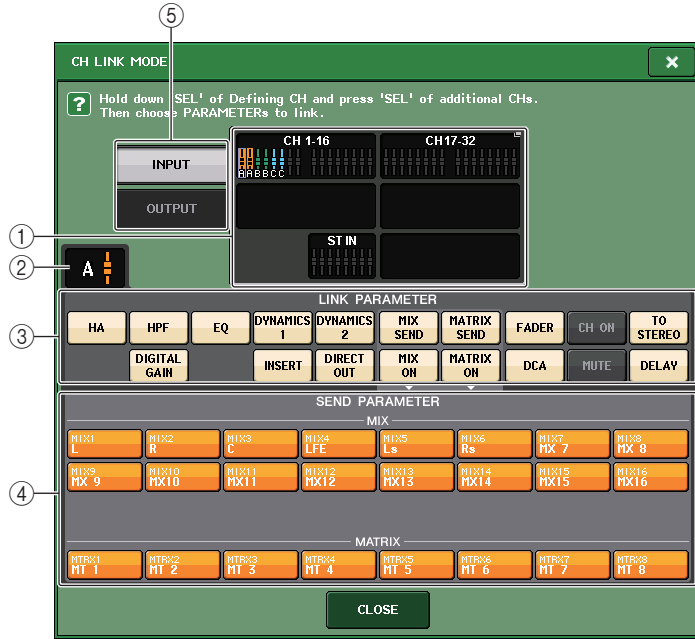 5
CH LINK MODE
×
? Hold down 'SEL' of Defining CH and press 'SEL' of additional CHs.
Then choose PARAMETERs to link.
INPUT
OUTPUT
CH 1-16
CH17-32
A A B B C C
ST IN
1
2
A
3
LINK PARAMETER
HA
HPF
EQ
DYNAMICS 1
DYNAMICS 2
MIX SEND
MATRIX SEND
FADER
CH ON
TO STEREO
DIGITAL GAIN
INSERT
DIRECT OUT
MIX ON
MATRIX ON
DCA
MUTE
DELAY
4
SEND PARAMETER
MIX
MIX1 L
MIX2 R
MIX3 C
MIX4 LFE
MIX5 Ls
MIX6 Rs
MIX7 MX 7
MIX8 MX 8
MIX9 MX 9
MIX10 MX10
MIX11 MX11
MIX12 MX12
MIX13 MX13
MIX14 MX14
MIX15 MX15
MIX16 MX16
MATRIX
MTRX1 MT 1
MTRX2 MT 2
MTRX3 MT 3
MTRX4 MT 4
MTRX5 MT 5
MTRX6 MT 6
MTRX7 MT 7
MTRX8 MT 8
CLOSE